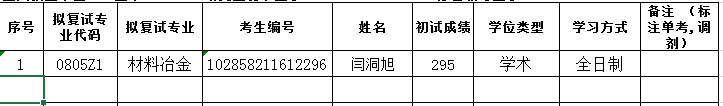 序号 拟复试专业代码 拟复试专业 考生编号 姓名 初试成绩 学位类型 学习方式 备注 （标注单考,调剂）
1 0805Z1 材料冶金 102858211612296 闫洞旭 295 学术 全日制